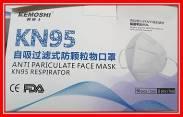 KEMOSHI
KN95
自吸过滤式防颗粒物口罩
ANTI PARICULATE FACE MASK
KN95 RESPIRATOR
CE FDA